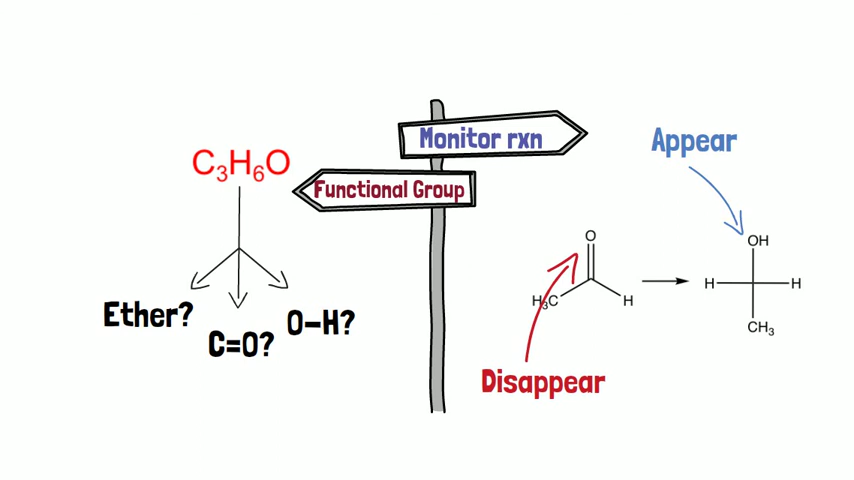 Monitor rxn
Functional Group
C₃H₆O
Ether?
C=O?
O-H?
Appear
Disappear
O
H₃C
H
OH
H
H
CH₃